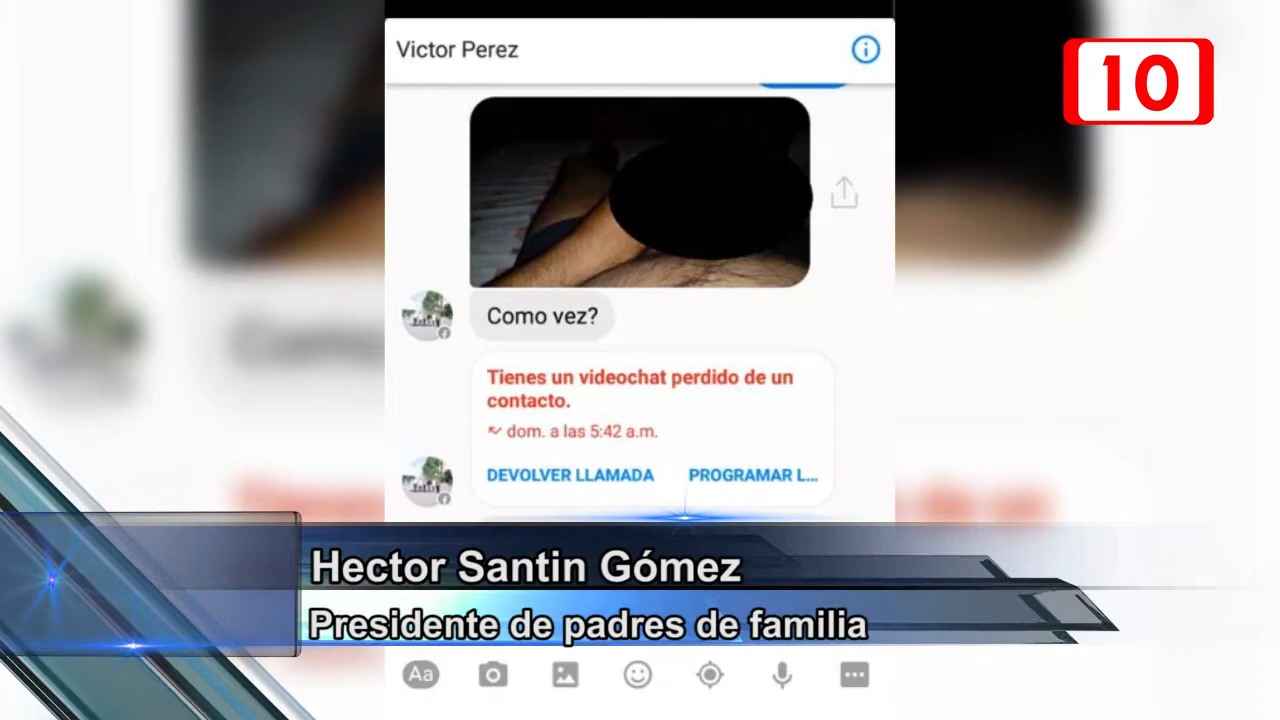 Victor Perez
10
Como vez?
Tienes un videochat perdido de un
contacto.
dom. a las 5:42 a.m.
DEVOLVER LLAMADA PROGRAMAR L...
Hector Santin Gómez
Presidente de padres de familia
Aa